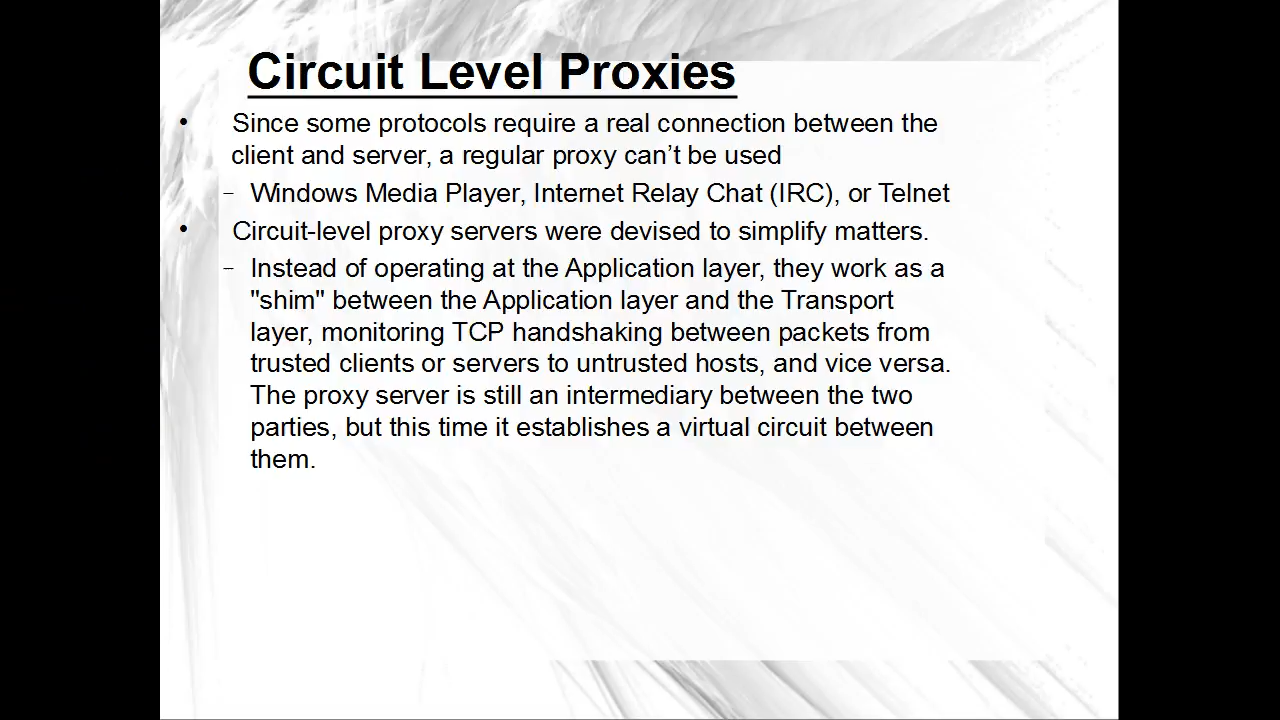 Circuit Level Proxies
• Since some protocols require a real connection between the
client and server, a regular proxy can’t be used
– Windows Media Player, Internet Relay Chat (IRC), or Telnet
• Circuit-level proxy servers were devised to simplify matters.
– Instead of operating at the Application layer, they work as a
"shim" between the Application layer and the Transport
layer, monitoring TCP handshaking between packets from
trusted clients or servers to untrusted hosts, and vice versa.
The proxy server is still an intermediary between the two
parties, but this time it establishes a virtual circuit between
them.